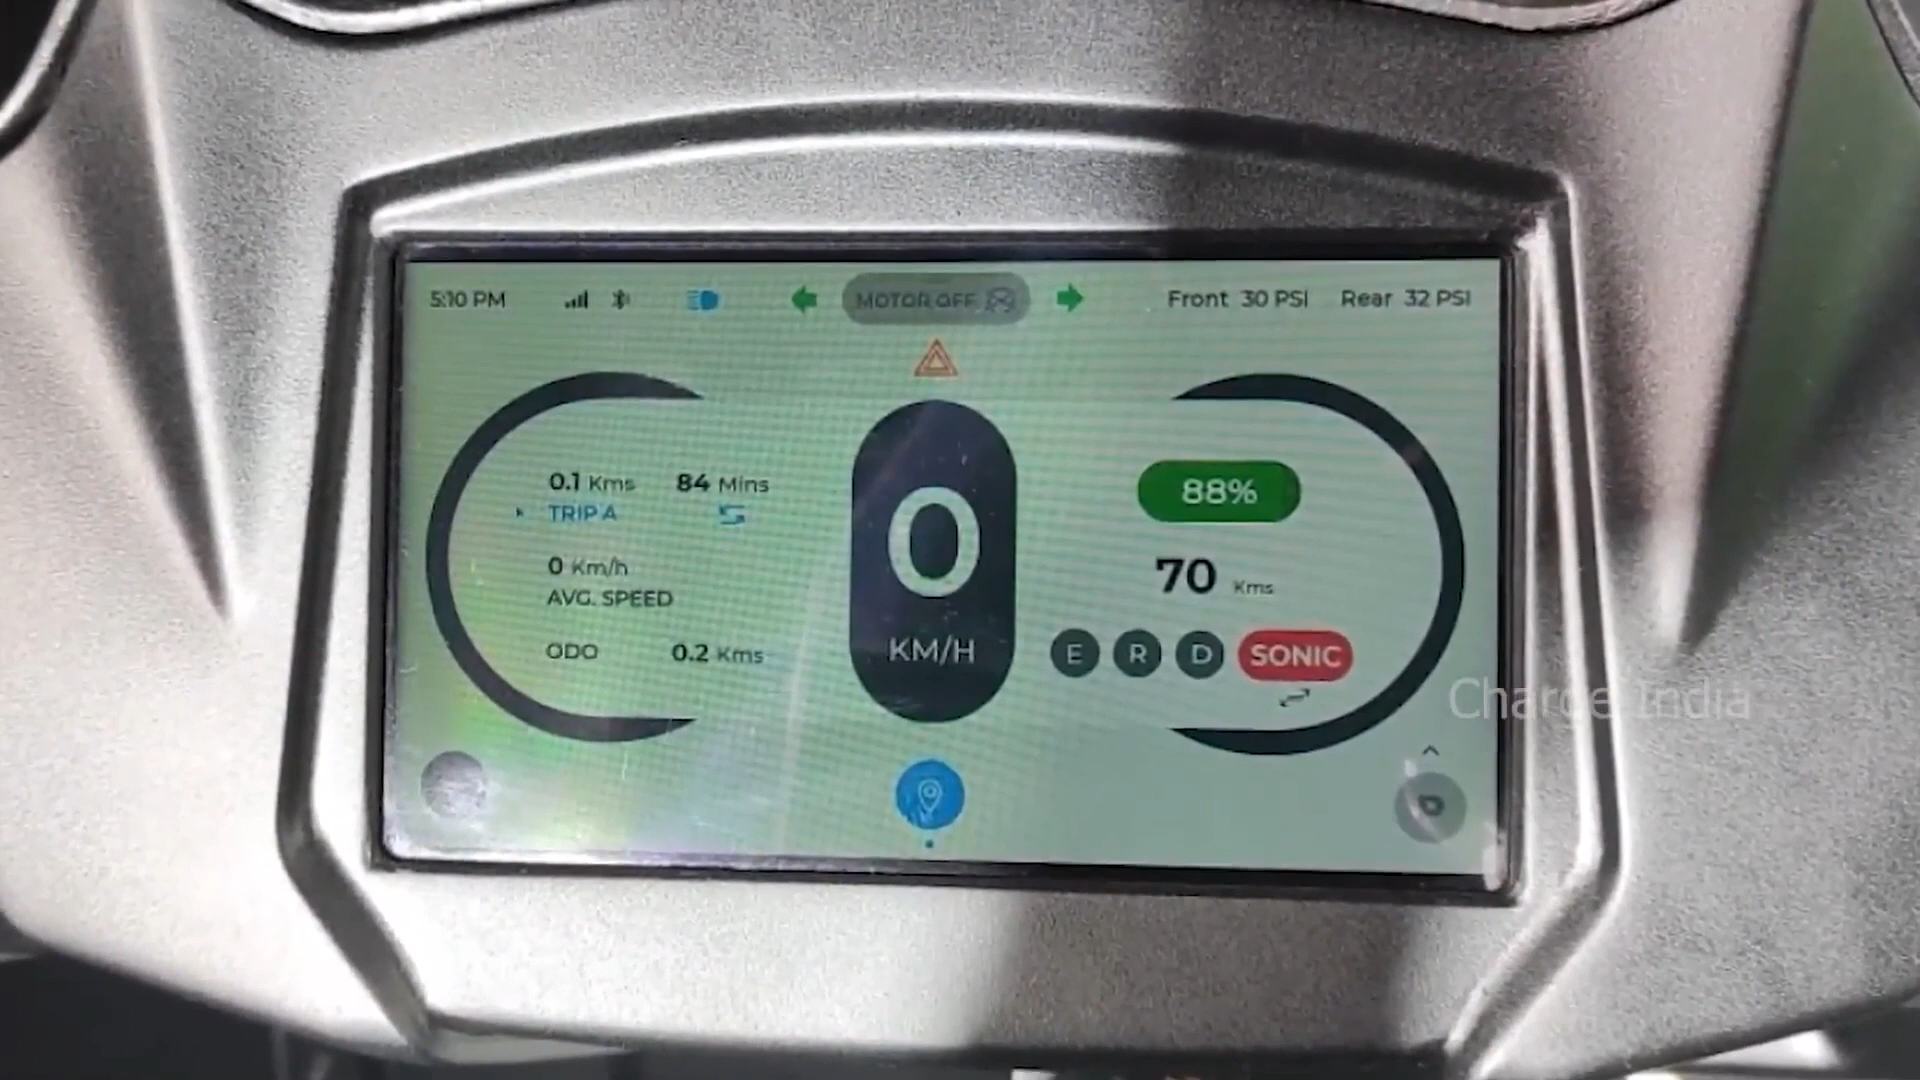 5:10 PM MOTOR OFF Front 30 PSI Rear 32 PSI
0.1 Kms 84 Mins
TRIP A
0 Km/h
AVG. SPEED
ODO 0.2 Kms
0
KM/H
88%
70 Kms
E R D SONIC
Charge India